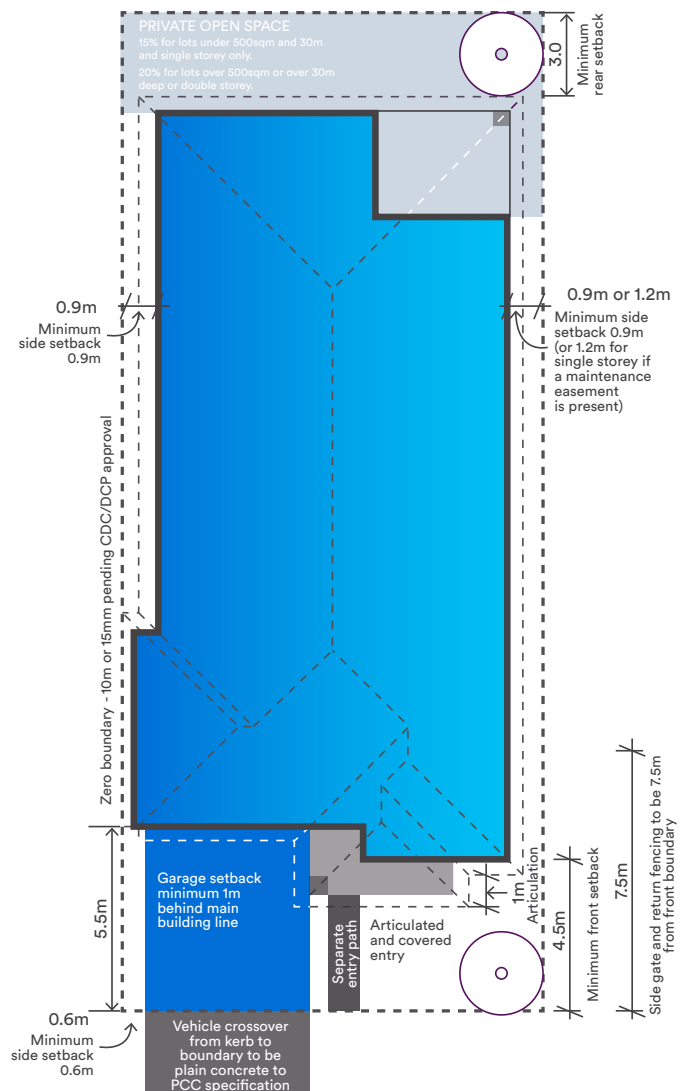 PRIVATE OPEN SPACE
15% for lots under 500sqm and 30m
and single storey only.
20% for lots over 500sqm or over 30m
deep or double storey.
3.0
Minimum
rear setback
0.9m
Minimum
side setback
0.9m
0.9m or 1.2m
Minimum side
setback 0.9m
(or 1.2m for
single storey if
a maintenance
easement
is present)
Zero boundary - 10m or 15mm pending CDC/DCP approval
5.5m
Garage setback
minimum 1m
behind main
building line
Separate
entry path
Articulated
and covered
entry
1m
Articulation
4.5m
Minimum front setback
7.5m
Side gate and return fencing to be 7.5m
from front boundary
0.6m
Minimum
side setback
0.6m
Vehicle crossover
from kerb to
boundary to be
plain concrete to
PCC specification